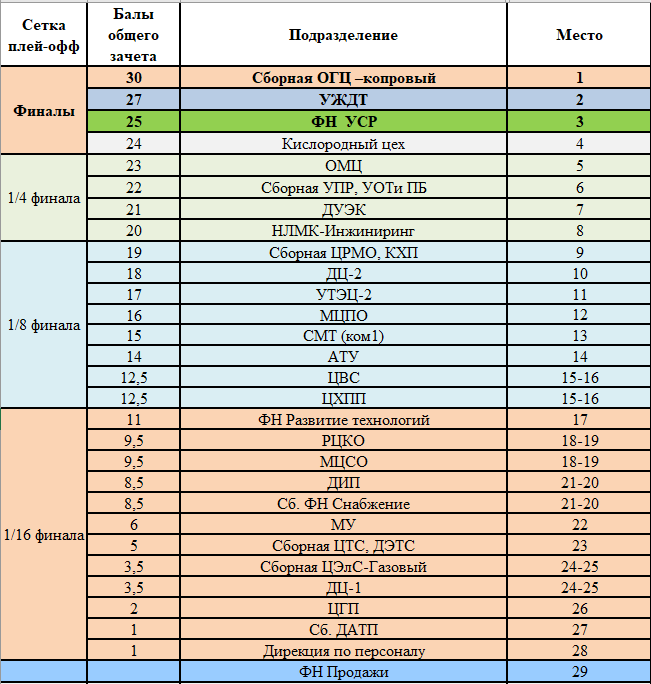 Сетка плей-офф | Баллы общего зачета | Подразделение | Место
Финалы
30 | Сборная ОГЦ –копровый | 1
27 | УЖДТ | 2
25 | ФН УСР | 3
24 | Кислородный цех | 4
1/4 финала
23 | ОМЦ | 5
22 | Сборная УПР, УОТи ПБ | 6
21 | ДУЭК | 7
20 | НЛМК-Инжиниринг | 8
1/8 финала
19 | Сборная ЦРМО, КХП | 9
18 | ДЦ-2 | 10
17 | УТЭЦ-2 | 11
16 | МЦПО | 12
15 | СМТ (ком1) | 13
14 | АТУ | 14
12,5 | ЦВС | 15-16
12,5 | ЦХПП | 15-16
1/16 финала
11 | ФН Развитие технологий | 17
9,5 | РЦКО | 18-19
9,5 | МЦСО | 18-19
8,5 | ДИП | 21-20
8,5 | Сб. ФН Снабжение | 21-20
6 | МУ | 22
5 | Сборная ЦТС, ДЭТС | 23
3,5 | Сборная ЦЭлС-Газовый | 24-25
3,5 | ДЦ-1 | 24-25
2 | ЦГП | 26
1 | Сб. ДАТП | 27
1 | Дирекция по персоналу | 28
ФН Продажи | 29